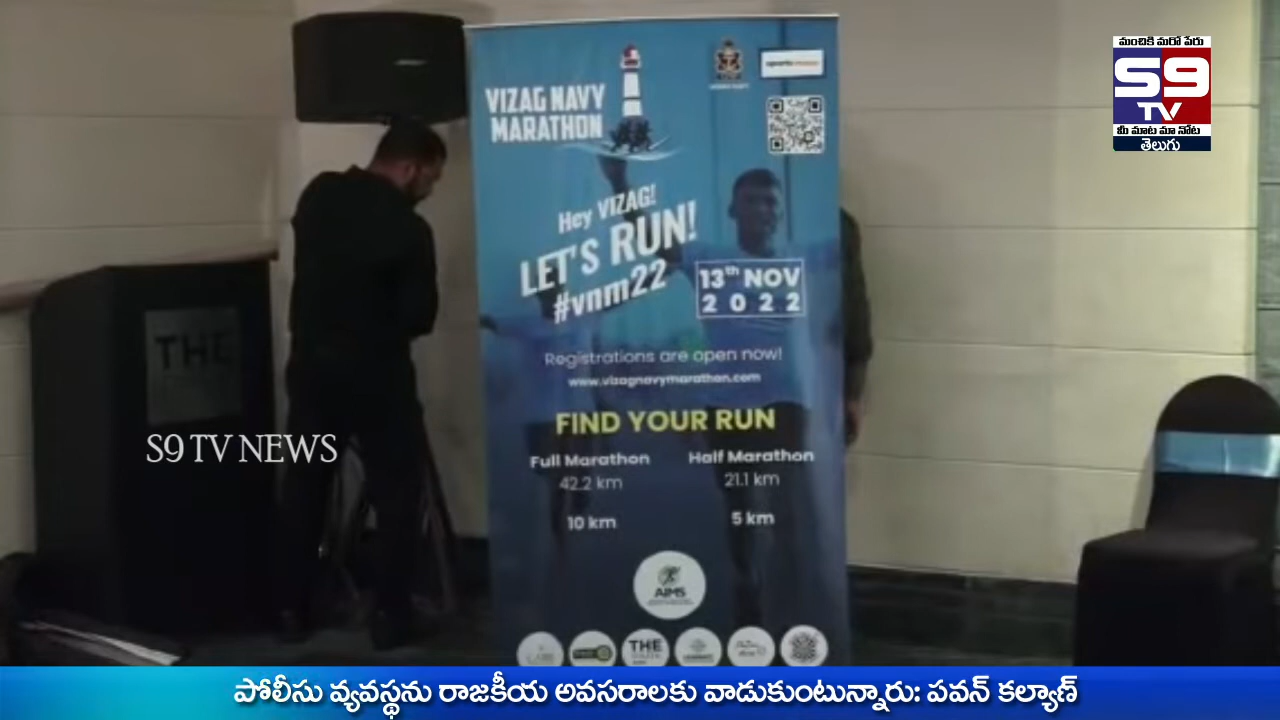 మంచికి మరో పేరు
S9
TV
మీ మాట మా నోట
తెలుగు
VIZAG NAVY
MARATHON
Hey VIZAG!
LET'S RUN!
#vnm22
13th NOV
2022
Registrations are open now!
www.vizagnavymarathon.com
FIND YOUR RUN
Full Marathon
42.2 km
Half Marathon
21.1 km
10 km
5 km
AIMS
THE
THE
S9 TV NEWS
పోలీసు వ్యవస్థను రాజకీయ అవసరాలకు వాడుకుంటున్నారు: పవన్ కల్యాణ్